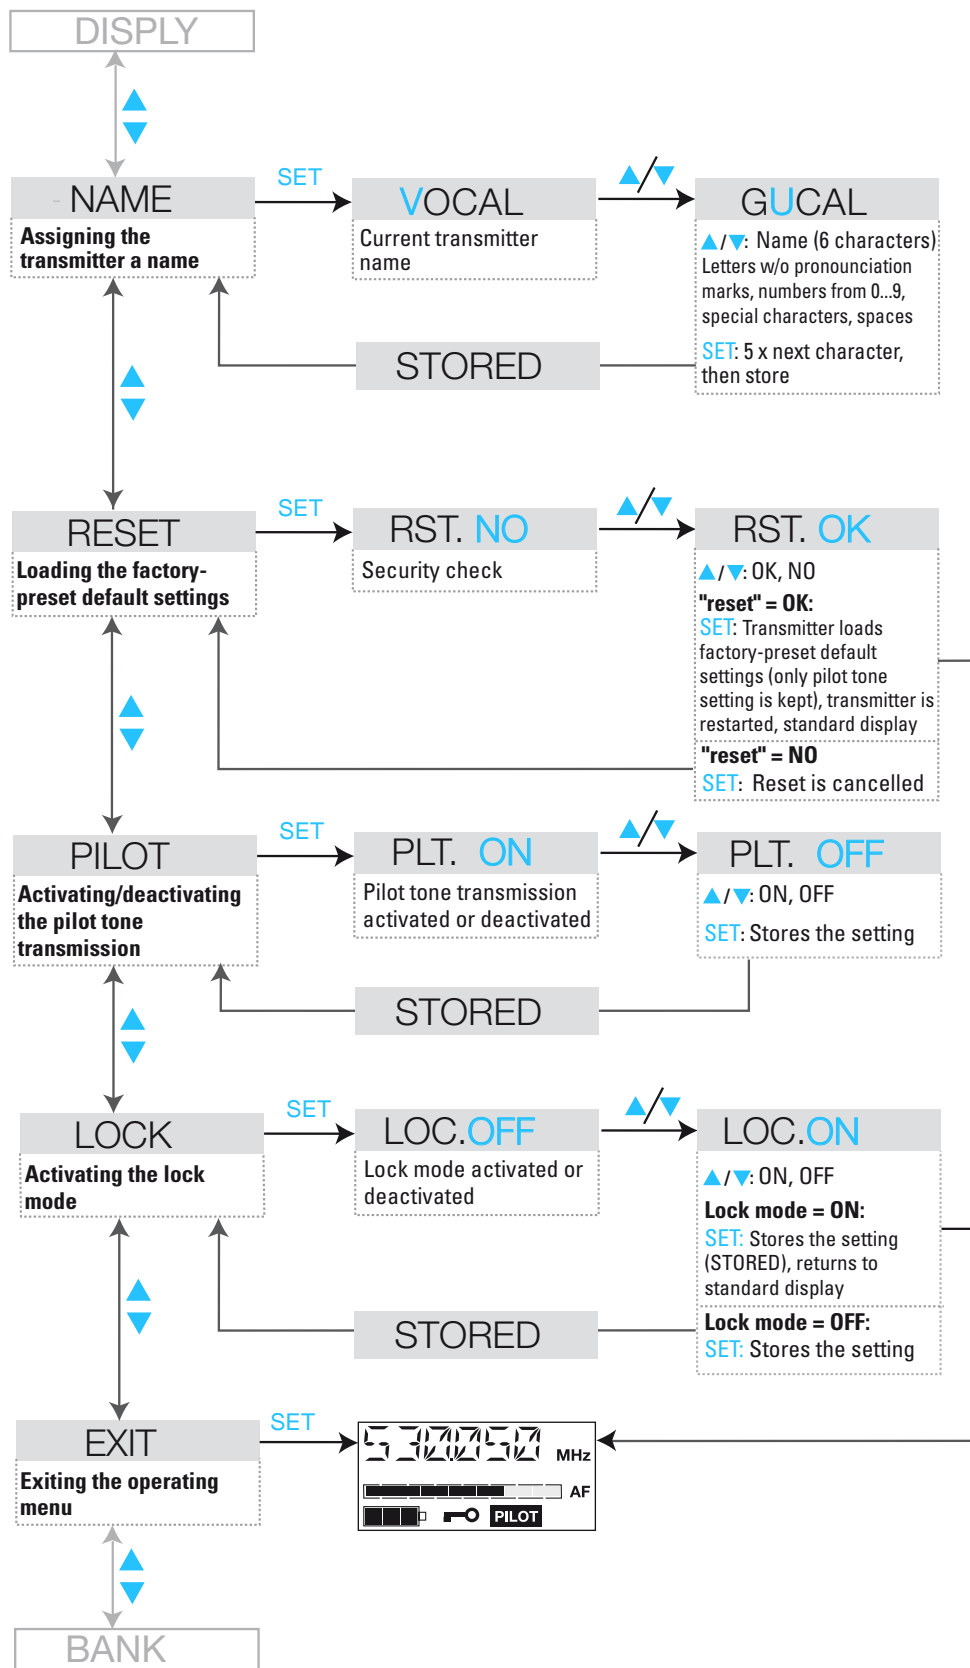 DISPLY
NAME
SET
VOCAL
GUCAL
Assigning the
transmitter a name
Current transmitter
name
▲/▼: Name (6 characters)
Letters w/o pronounciation
marks, numbers from 0...9,
special characters, spaces
SET: 5 x next character,
then store
STORED
RESET
SET
RST. NO
RST. OK
Loading the factory-
preset default settings
Security check
▲/▼: OK, NO
"reset" = OK:
SET: Transmitter loads
factory-preset default
settings (only pilot tone
setting is kept), transmitter is
restarted, standard display
"reset" = NO
SET: Reset is cancelled
PILOT
SET
PLT. ON
PLT. OFF
Activating/deactivating
the pilot tone
transmission
Pilot tone transmission
activated or deactivated
▲/▼: ON, OFF
SET: Stores the setting
STORED
LOCK
SET
LOC.OFF
LOC.ON
Activating the lock
mode
Lock mode activated or
deactivated
▲/▼: ON, OFF
Lock mode = ON:
SET: Stores the setting
(STORED), returns to
standard display
Lock mode = OFF:
SET: Stores the setting
STORED
EXIT
SET
530.050 MHz
AF
PILOT
Exiting the operating
menu
BANK